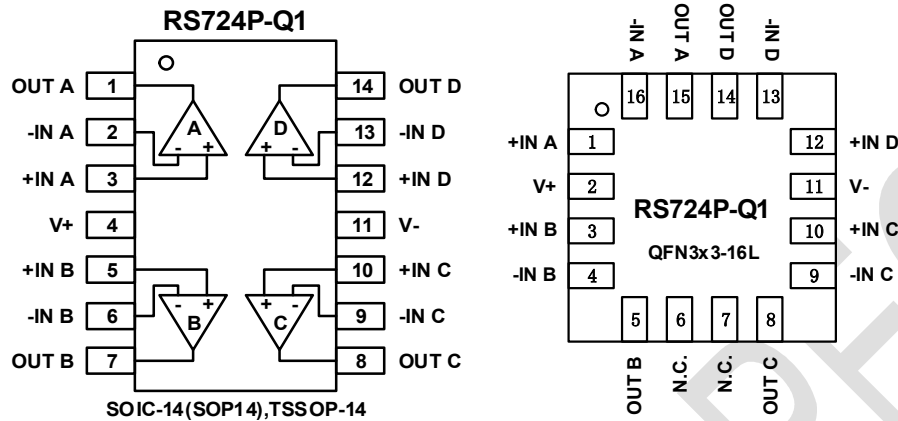 RS724P-Q1
OUT A 1 14 OUT D
-IN A 2 A D 13 -IN D
- + + -
+IN A 3 12 +IN D
V+ 4 11 V-
+IN B 5 10 +IN C
- + + -
-IN B 6 B C 9 -IN C
OUT B 7 8 OUT C
SOIC-14(SOP14),TSSOP-14
-IN A OUT A OUT D -IN D
16 15 14 13
+IN A 1 12 +IN D
V+ 2 11 V-
RS724P-Q1
+IN B 3 10 +IN C
QFN3x3-16L
-IN B 4 9 -IN C
5 6 7 8
OUT B N.C. N.C. OUT C